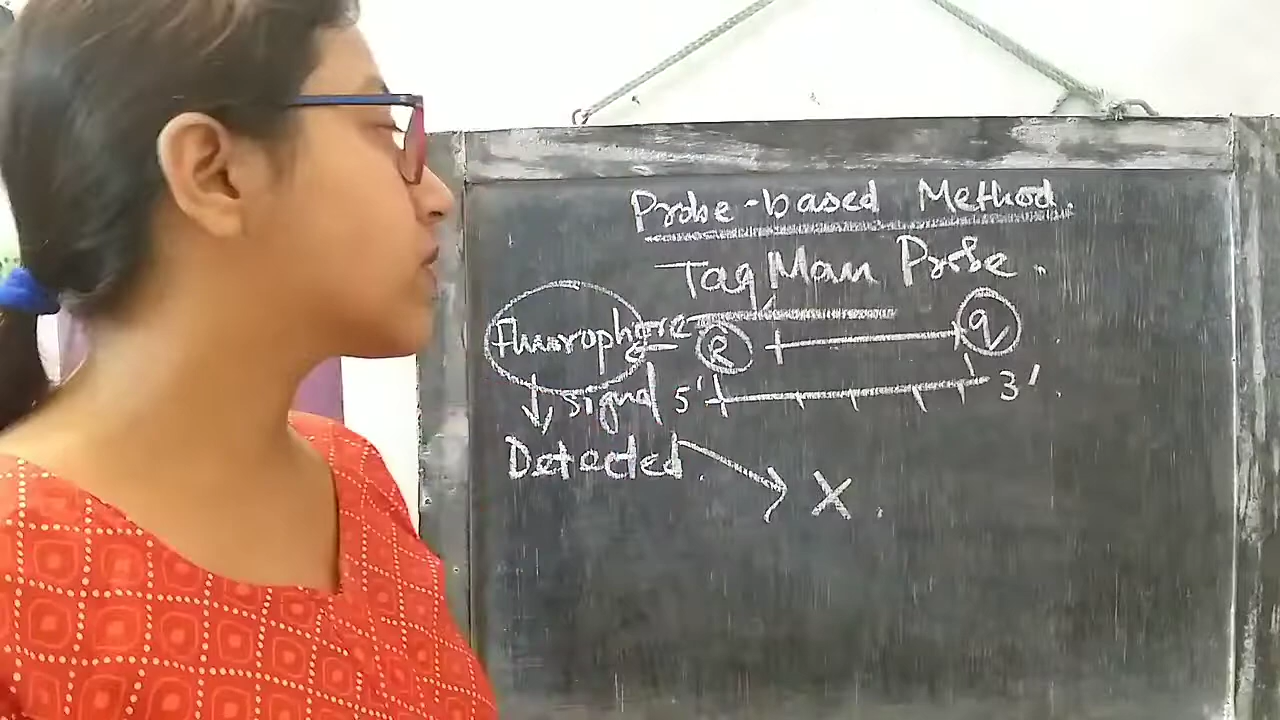 Probe-based Method.
TaqMan Probe.
Fluorophore R q
signal 5' 3'
Detected
X